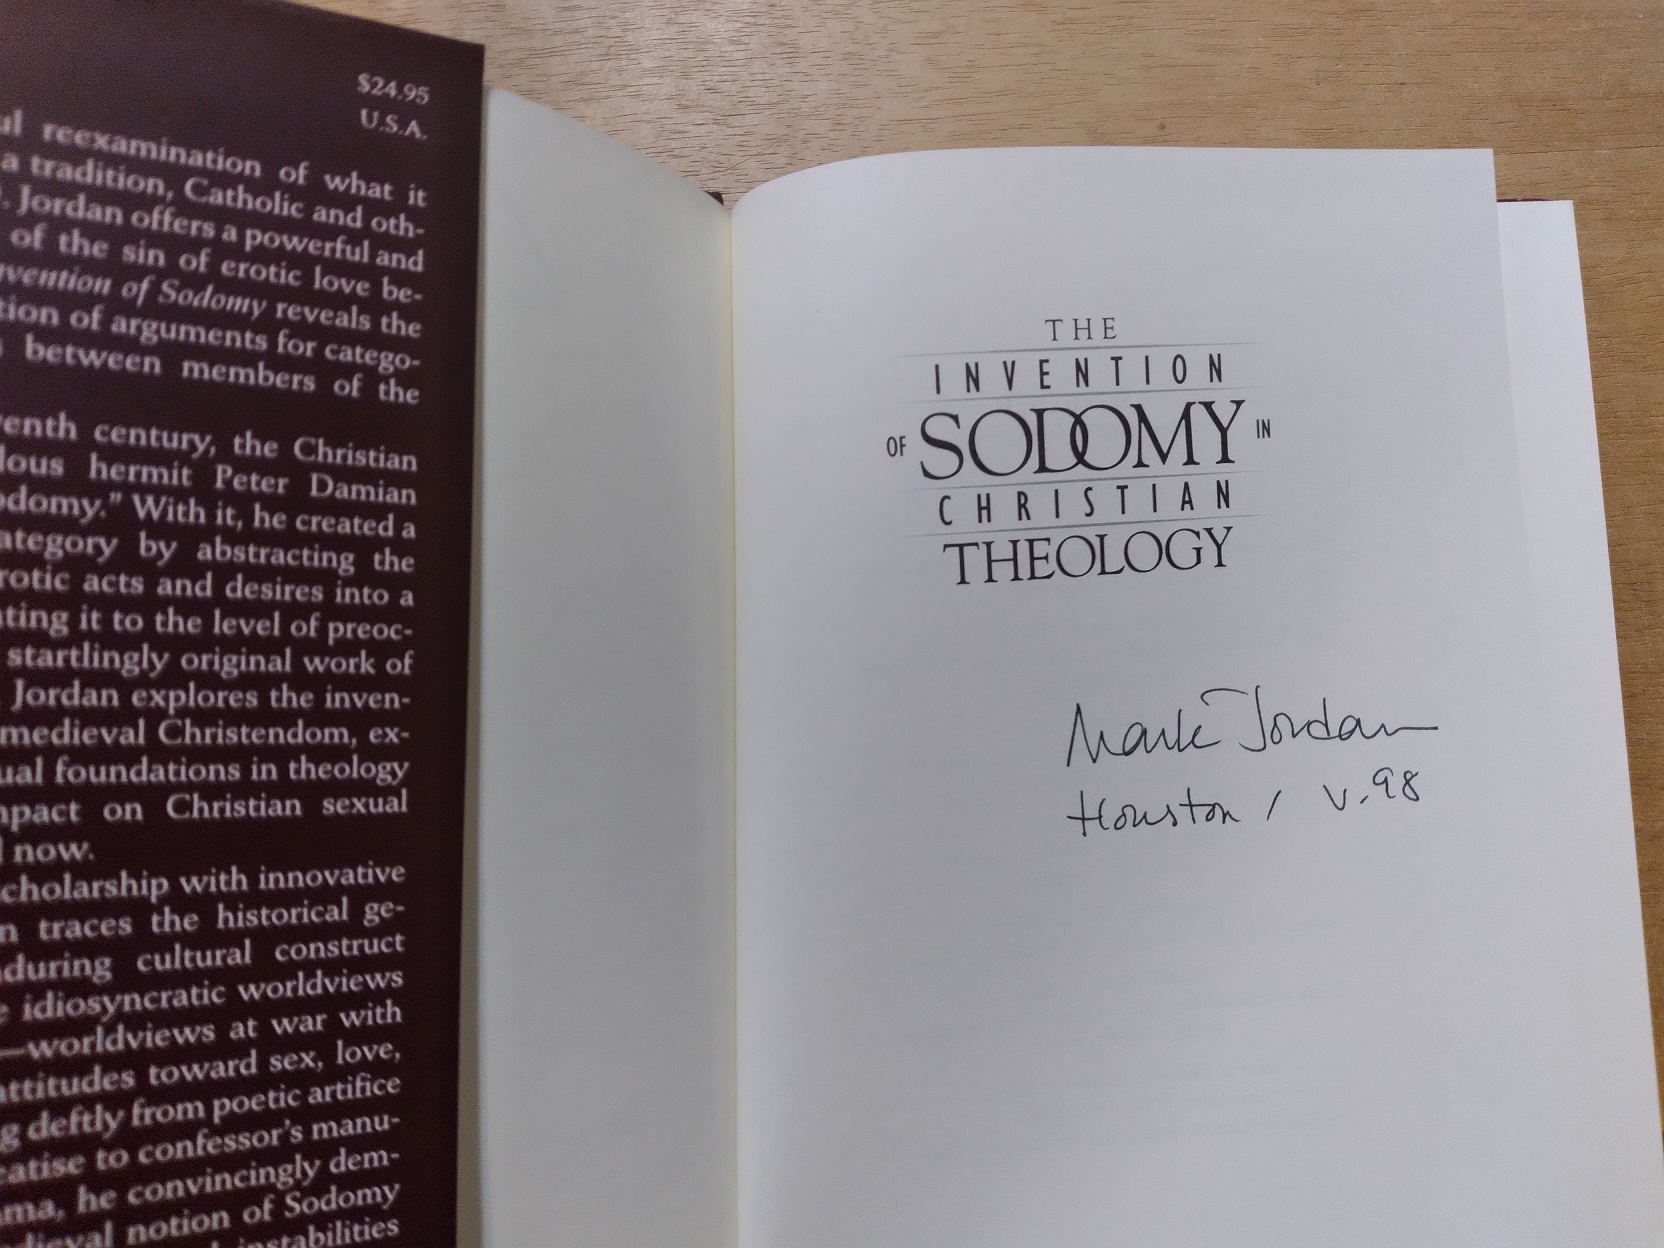 $24.95
U.S.A.
reexamination of what it
a tradition, Catholic and oth-
Jordan offers a powerful and
of the sin of erotic love be-
vention of Sodomy reveals the
tion of arguments for catego-
between members of the
enth century, the Christian
lous hermit Peter Damian
odomy." With it, he created a
ategory by abstracting the
rotic acts and desires into a
ting it to the level of preoc-
startlingly original work of
Jordan explores the inven-
medieval Christendom, ex-
ual foundations in theology
mpact on Christian sexual
now.
cholarship with innovative
n traces the historical ge-
during cultural construct
idiosyncratic worldviews
—worldviews at war with
attitudes toward sex, love,
g deftly from poetic artifice
eatise to confessor's manu-
ma, he convincingly dem-
dieval notion of Sodomy
instabilities
THE
INVENTION
OF SODOMY IN
CHRISTIAN
THEOLOGY
Mark Jordan
Houston / V.98